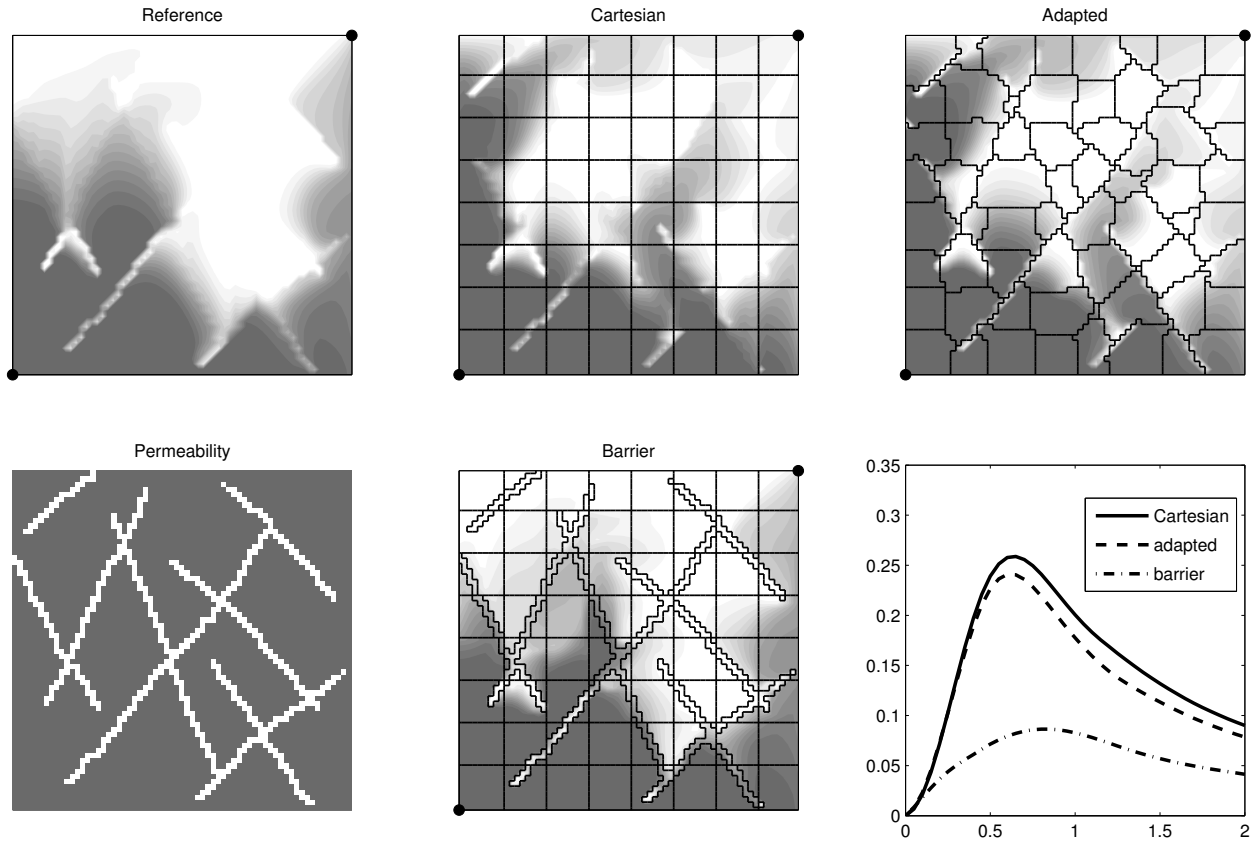 Reference
Cartesian
Adapted
Permeability
Barrier
0.35
0.3
0.25
0.2
0.15
0.1
0.05
0
0 0.5 1 1.5 2
Cartesian
adapted
barrier